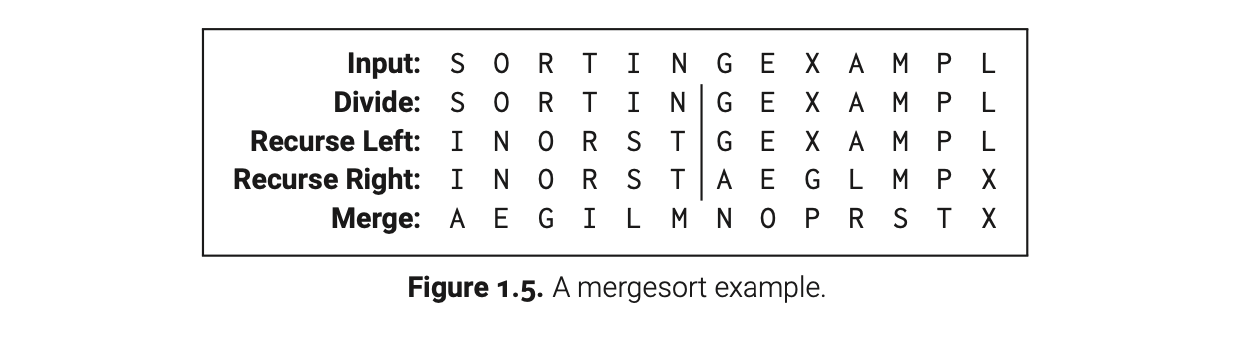 Input: S O R T I N G E X A M P L
Divide: S O R T I N G E X A M P L
Recurse Left: I N O R S T G E X A M P L
Recurse Right: I N O R S T A E G L M P X
Merge: A E G I L M N O P R S T X
Figure 1.5. A mergesort example.